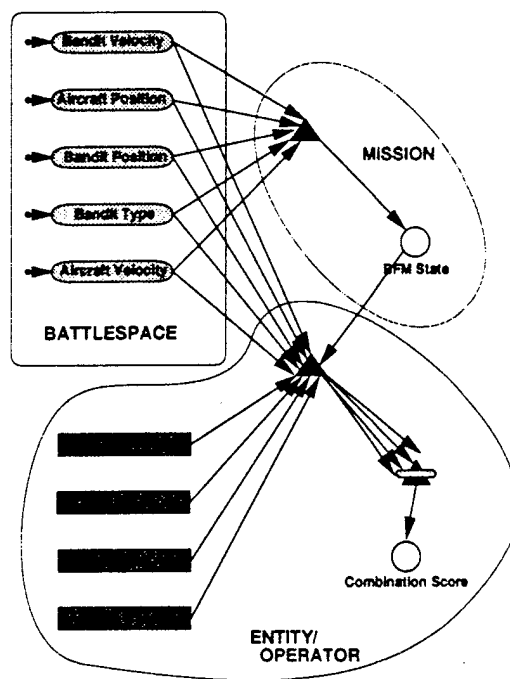 Bandit Velocity
Aircraft Position
Bandit Position
Bandit Type
Aircraft Velocity
BATTLESPACE
MISSION
BFM State
Combination Score
ENTITY/
OPERATOR